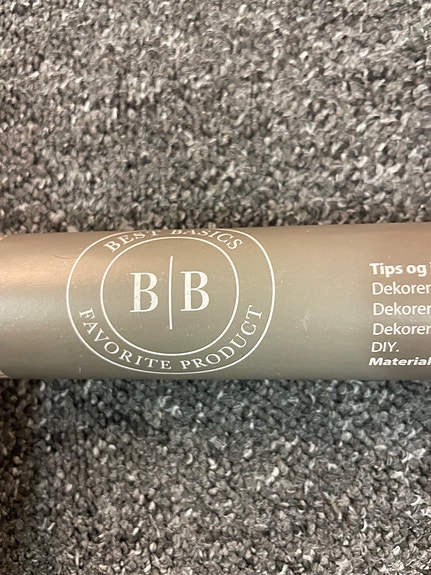 BEST BASICS
B|B
FAVORITE PRODUCT
Tips og
Dekorer
Dekorer
Dekorer
DIY.
Material